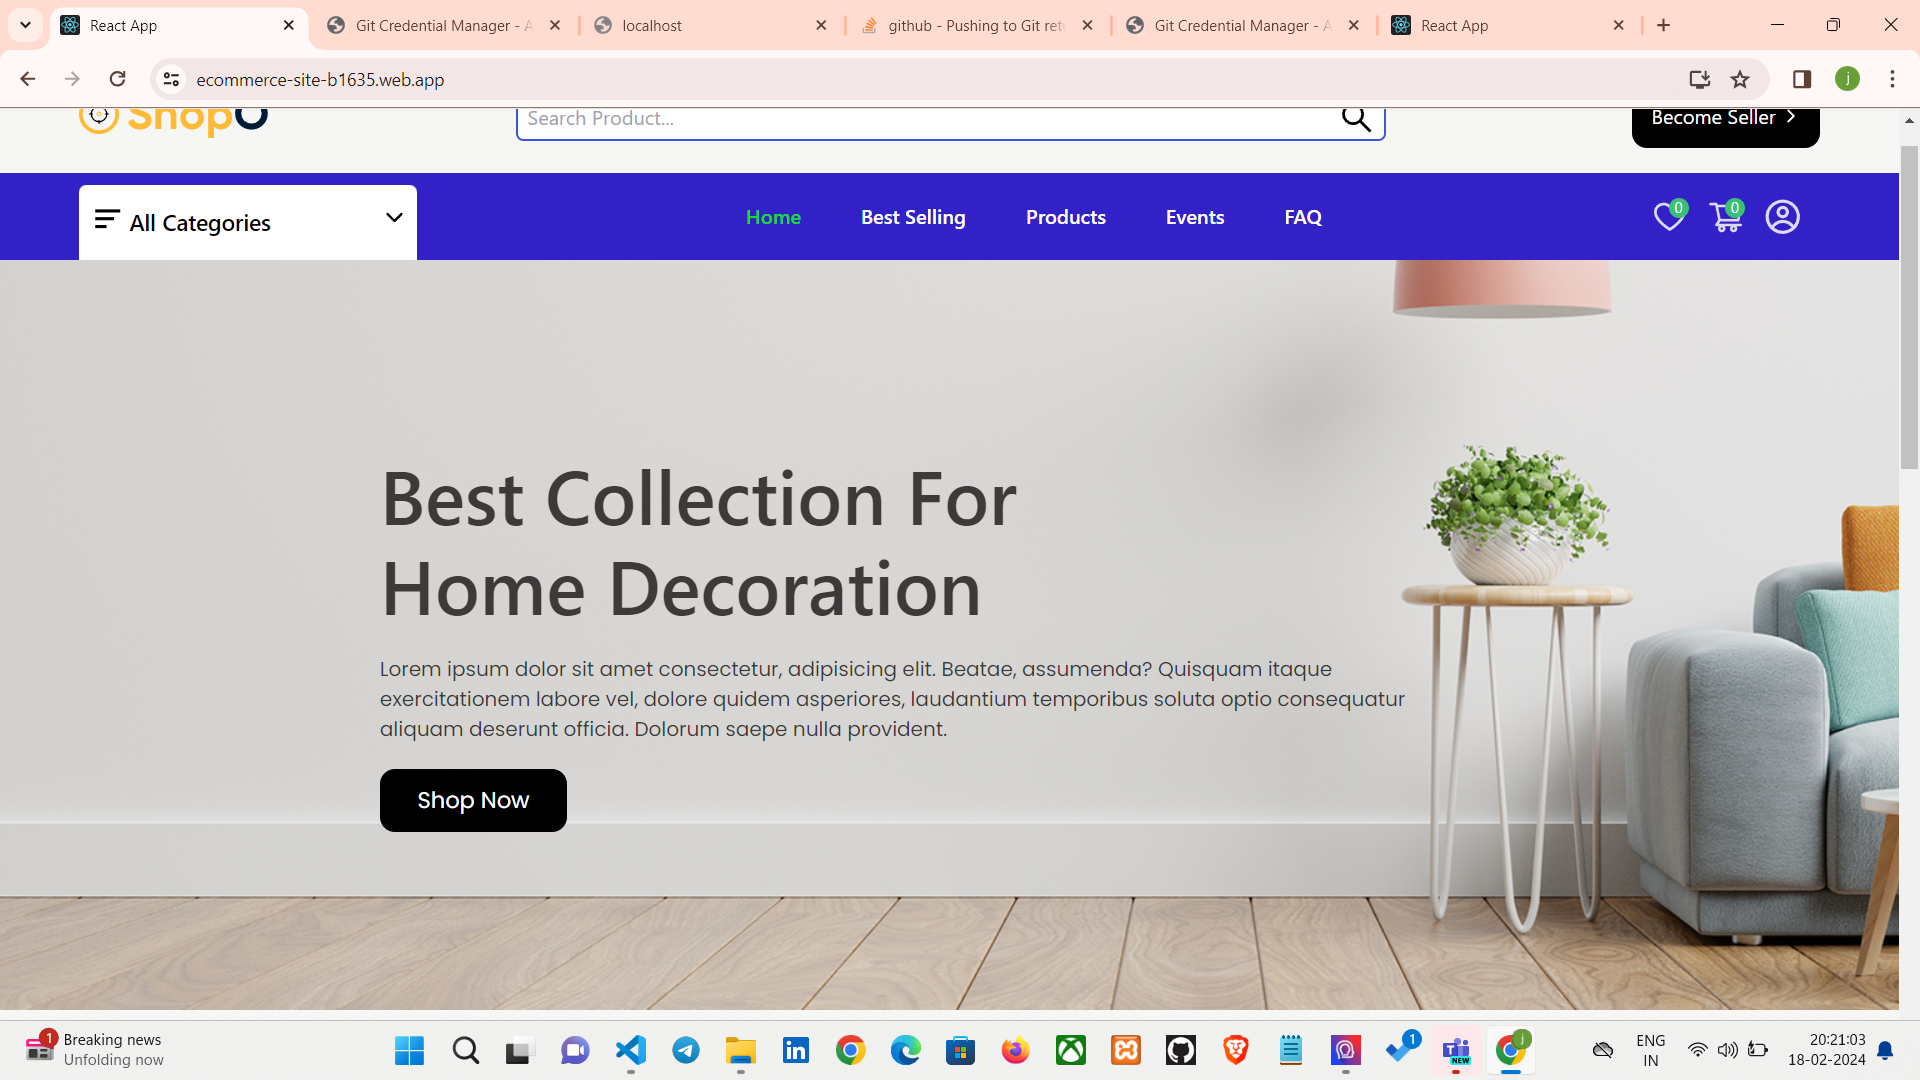 React App
Git Credential Manager - A
localhost
github - Pushing to Git retu
Git Credential Manager - A
React App
ecommerce-site-b1635.web.app
j
ShopO
Search Product...
Become Seller
All Categories
Home
Best Selling
Products
Events
FAQ
0
0
Best Collection For
Home Decoration
Lorem ipsum dolor sit amet consectetur, adipisicing elit. Beatae, assumenda? Quisquam itaque
exercitationem labore vel, dolore quidem asperiores, laudantium temporibus soluta optio consequatur
aliquam deserunt officia. Dolorum saepe nulla provident.
Shop Now
1
Breaking news
Unfolding now
1
NEW
j
ENG
IN
20:21:03
18-02-2024